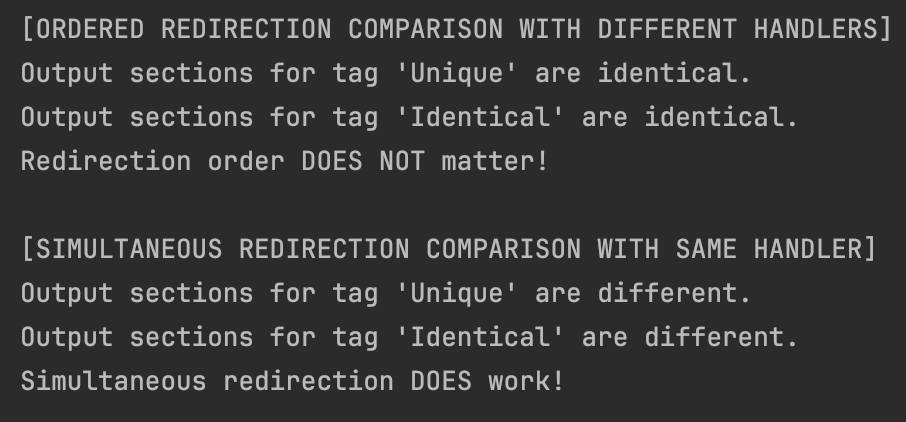 [ORDERED REDIRECTION COMPARISON WITH DIFFERENT HANDLERS]
Output sections for tag 'Unique' are identical.
Output sections for tag 'Identical' are identical.
Redirection order DOES NOT matter!
[SIMULTANEOUS REDIRECTION COMPARISON WITH SAME HANDLER]
Output sections for tag 'Unique' are different.
Output sections for tag 'Identical' are different.
Simultaneous redirection DOES work!